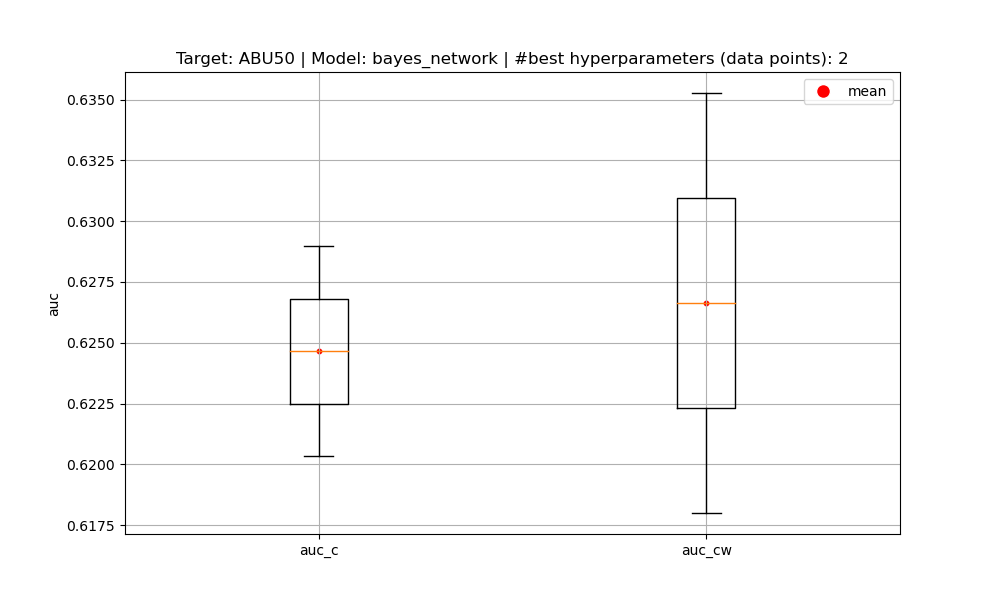 Target: ABU50 | Model: bayes_network | #best hyperparameters (data points): 2
mean
0.6350
0.6325
0.6300
0.6275
0.6250
0.6225
0.6200
0.6175
auc
auc_c
auc_cw